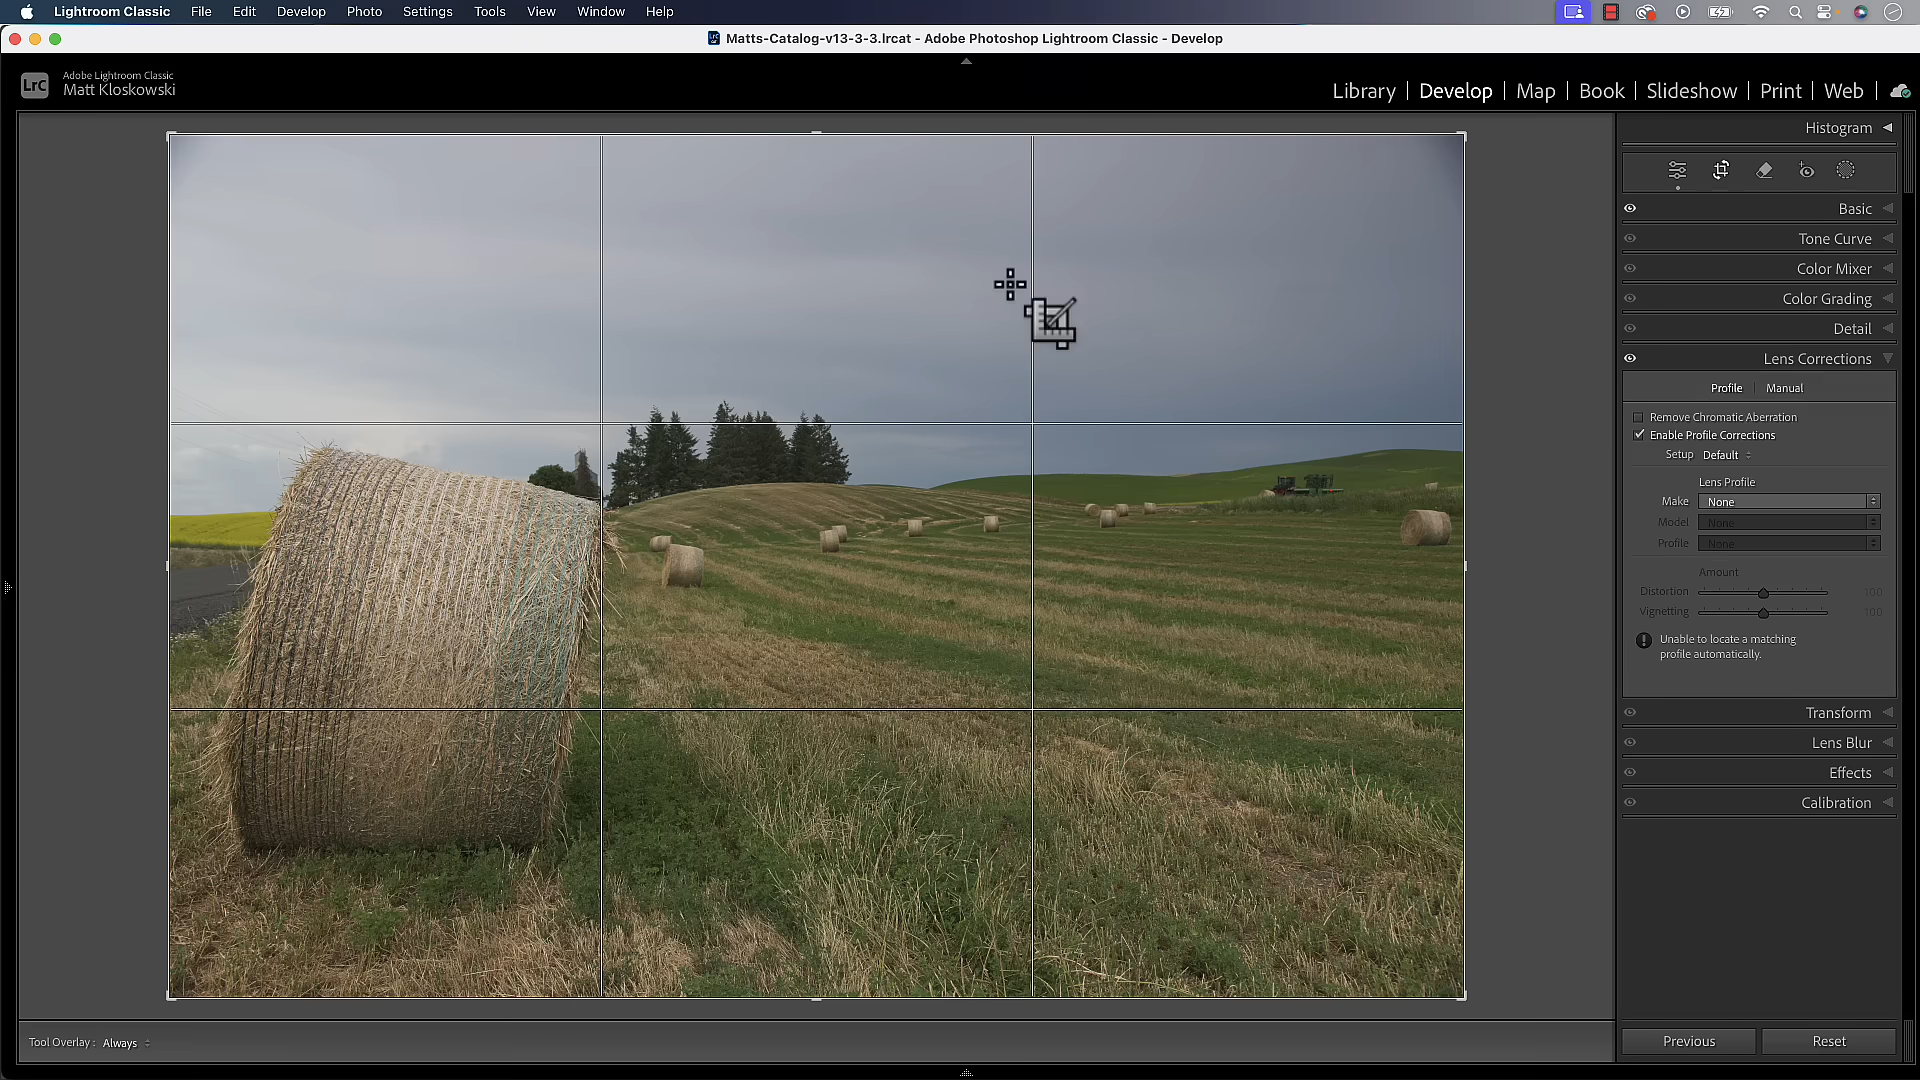 Lightroom Classic File Edit Develop Photo Settings Tools View Window Help
Matts-Catalog-v13-3-3.lrcat - Adobe Photoshop Lightroom Classic - Develop
LrC
Adobe Lightroom Classic
Matt Kloskowski
Library Develop Map Book Slideshow Print Web
Histogram
Basic
Tone Curve
Color Mixer
Color Grading
Detail
Lens Corrections
Profile Manual
Remove Chromatic Aberration
Enable Profile Corrections
Setup Default
Lens Profile
Make None
Model None
Profile None
Amount
Distortion 100
Vignetting 100
Unable to locate a matching
profile automatically.
Transform
Lens Blur
Effects
Calibration
Tool Overlay : Always
Previous Reset